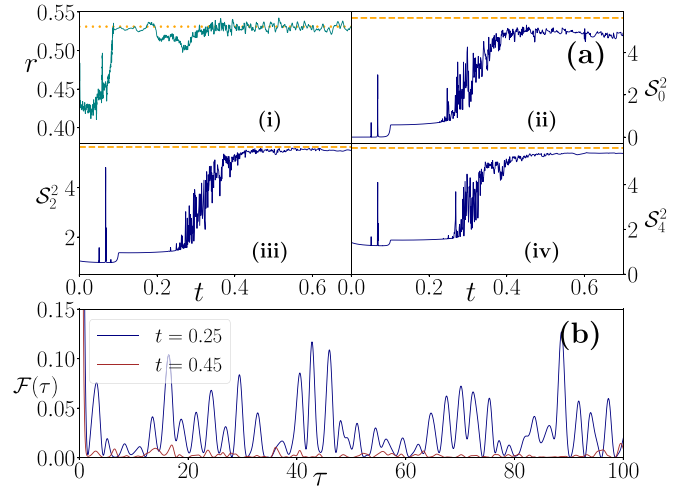 0.55
0.50
0.45
0.40
r
(i)
(a)
(ii)
4
2
0
S_0^2
4
2
S_2^2
(iii)
(iv)
4
2
0
S_4^2
0.0 0.2 0.4 0.6 0.0 0.2 0.4 0.6
t t
0.15
0.10
0.05
0.00
F(τ)
t = 0.25
t = 0.45
(b)
0 20 40 60 80 100
τ